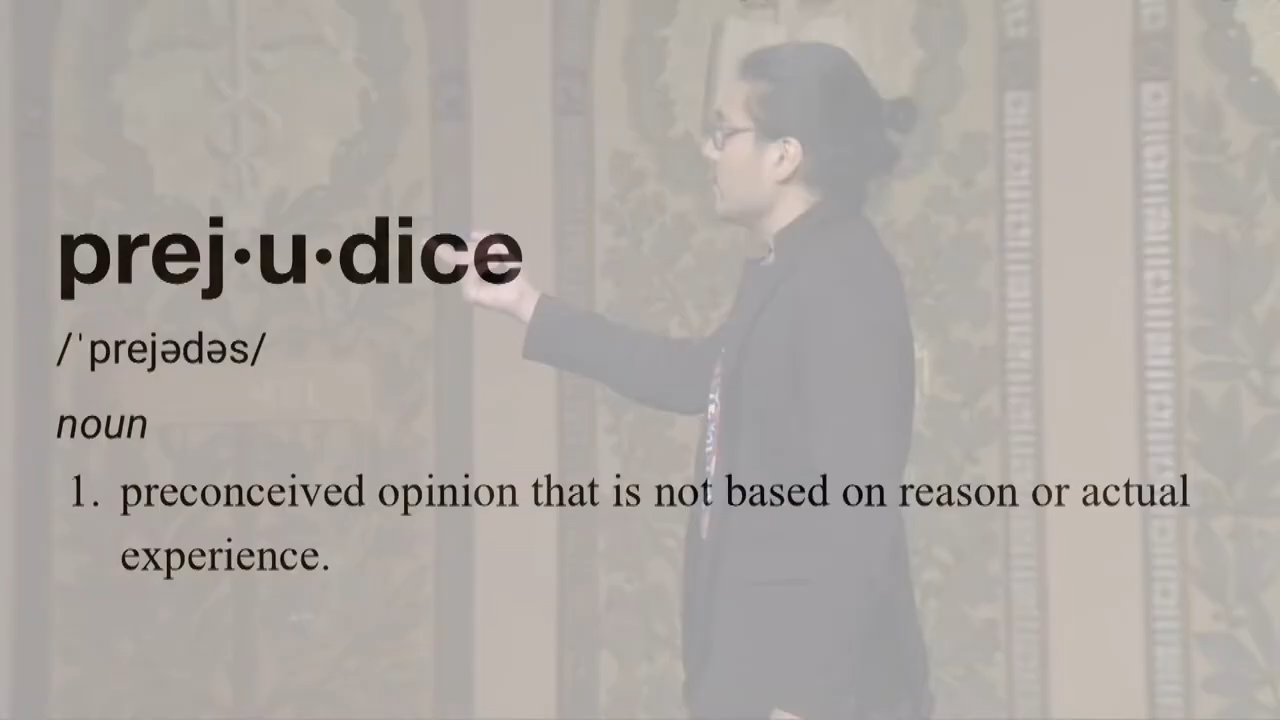 prej·u·dice
/ˈprejədəs/
noun
1. preconceived opinion that is not based on reason or actual
experience.